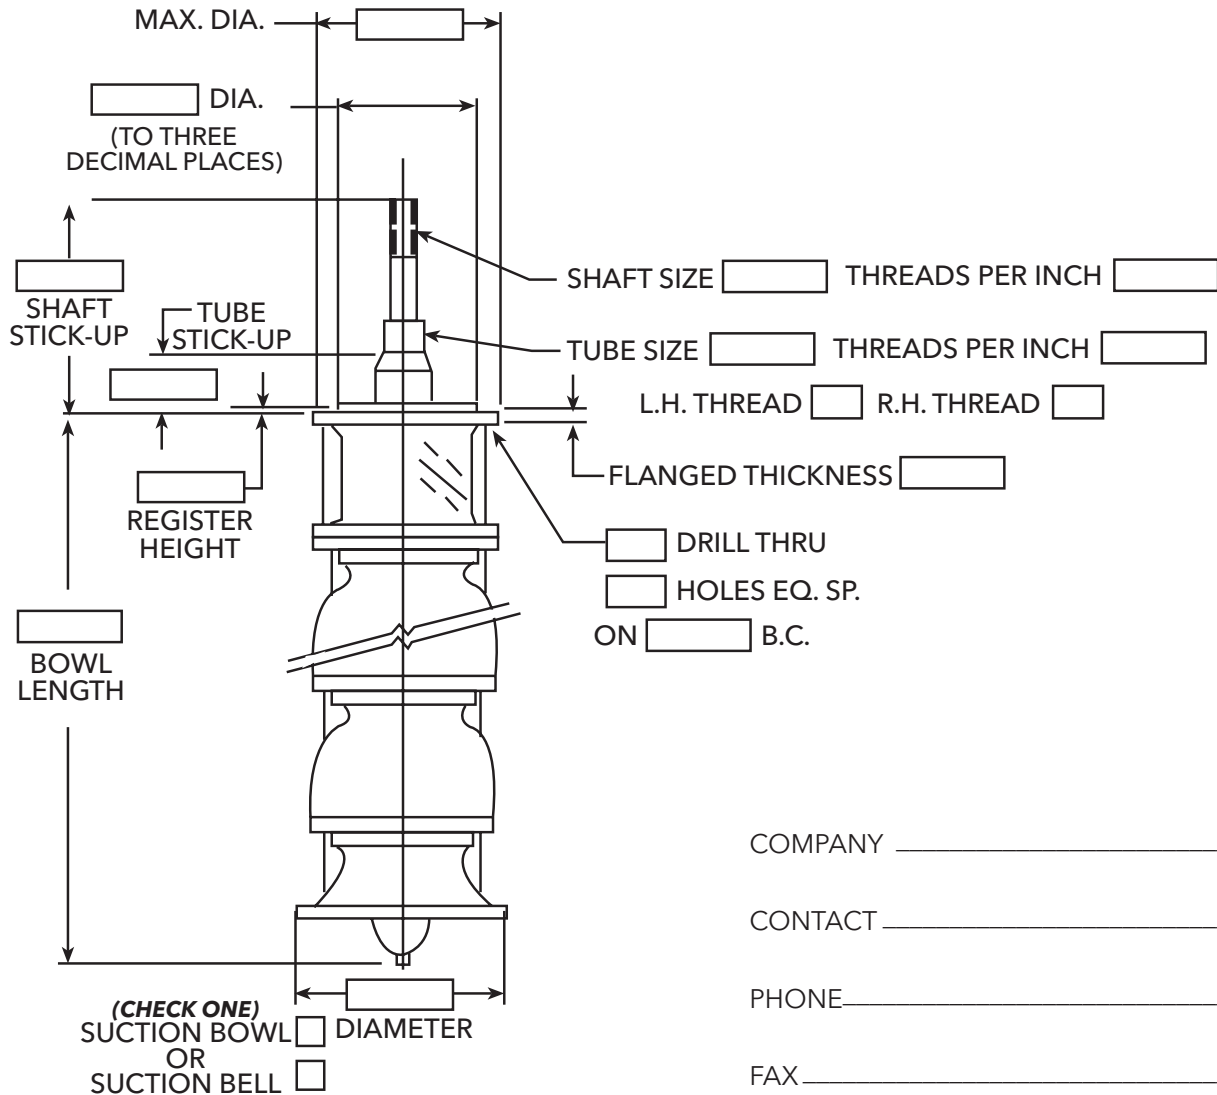 MAX. DIA.
DIA.
(TO THREE
DECIMAL PLACES)
SHAFT SIZE
THREADS PER INCH
SHAFT
STICK-UP
TUBE
STICK-UP
TUBE SIZE
THREADS PER INCH
L.H. THREAD
R.H. THREAD
FLANGED THICKNESS
REGISTER
HEIGHT
DRILL THRU
HOLES EQ. SP.
ON
B.C.
BOWL
LENGTH
COMPANY
CONTACT
PHONE
FAX
(CHECK ONE)
SUCTION BOWL
OR
SUCTION BELL
DIAMETER